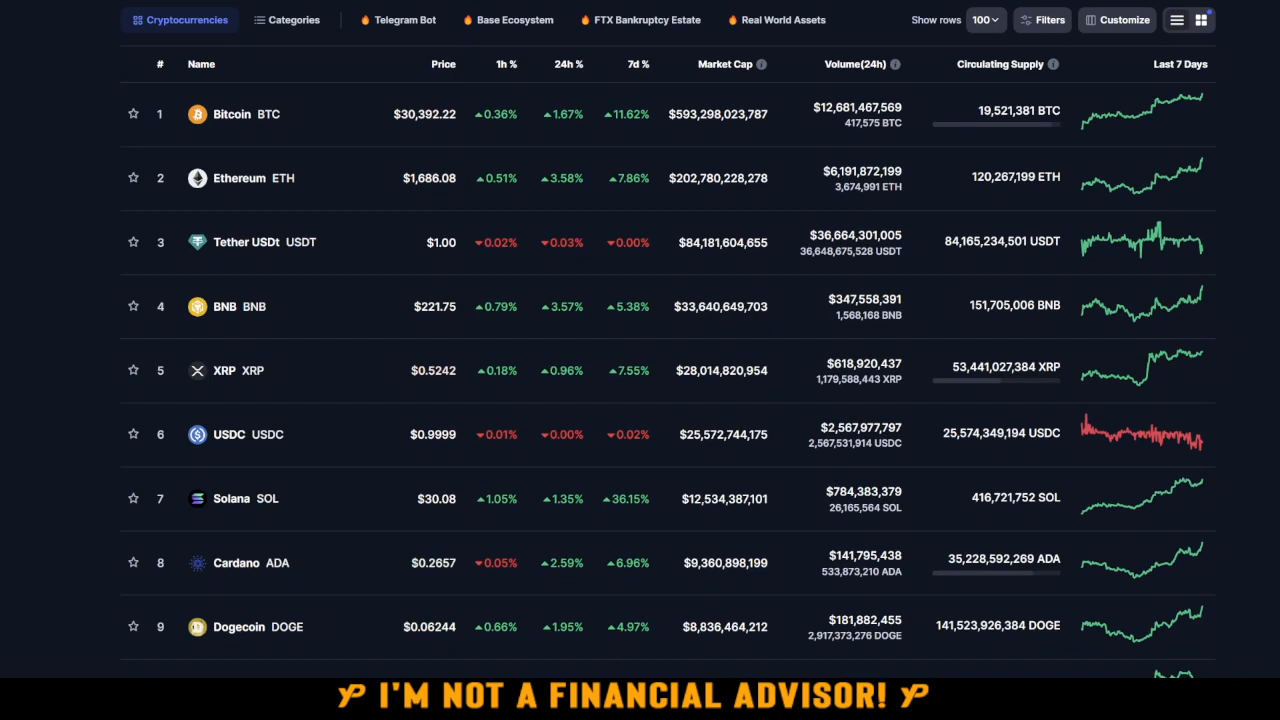 Cryptocurrencies Categories Telegram Bot Base Ecosystem FTX Bankruptcy Estate Real World Assets Show rows 100 Filters Customize
# Name Price 1h % 24h % 7d % Market Cap Volume(24h) Circulating Supply Last 7 Days
1 Bitcoin BTC $30,392.22 0.36% 1.67% 11.62% $593,298,023,787 $12,681,467,569 19,521,381 BTC
417,575 BTC
2 Ethereum ETH $1,686.08 0.51% 3.58% 7.86% $202,780,228,278 $6,191,872,199 120,267,199 ETH
3,674,991 ETH
3 Tether USDt USDT $1.00 0.02% 0.03% 0.00% $84,181,604,655 $36,664,301,005 84,165,234,501 USDT
36,648,675,528 USDT
4 BNB BNB $221.75 0.79% 3.57% 5.38% $33,640,649,703 $347,558,391 151,705,006 BNB
1,568,168 BNB
5 XRP XRP $0.5242 0.18% 0.96% 7.55% $28,014,820,954 $618,920,437 53,441,027,384 XRP
1,179,588,443 XRP
6 USDC USDC $0.9999 0.01% 0.00% 0.02% $25,572,744,175 $2,567,977,797 25,574,349,194 USDC
2,567,531,914 USDC
7 Solana SOL $30.08 1.05% 1.35% 36.15% $12,534,387,101 $784,383,379 416,721,752 SOL
26,165,564 SOL
8 Cardano ADA $0.2657 0.05% 2.59% 6.96% $9,360,898,199 $141,795,438 35,228,592,269 ADA
533,873,210 ADA
9 Dogecoin DOGE $0.06244 0.66% 1.95% 4.97% $8,836,464,212 $181,882,455 141,523,926,384 DOGE
2,917,373,276 DOGE
YP I'M NOT A FINANCIAL ADVISOR! YP